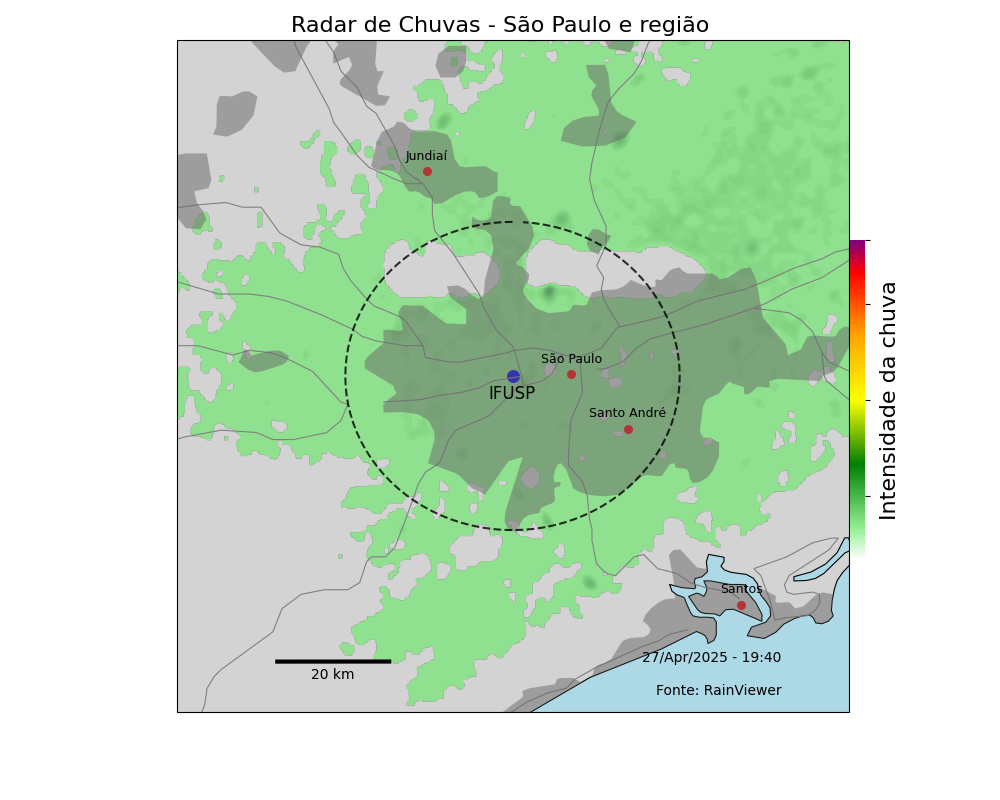 Radar de Chuvas - São Paulo e região
Jundiaí
São Paulo
IFUSP
Santo André
Santos
27/Apr/2025 - 19:40
20 km
Fonte: RainViewer
Intensidade da chuva